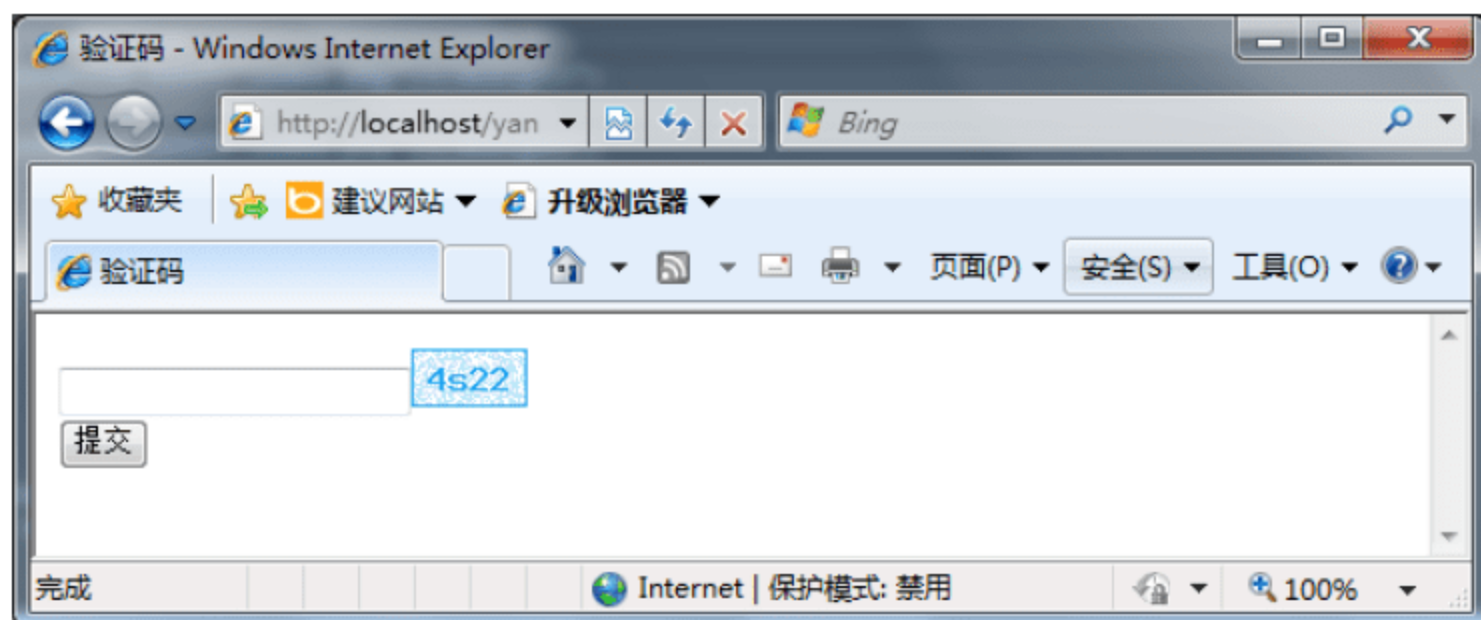 验证码 - Windows Internet Explorer
http://localhost/yan Bing
收藏夹 建议网站 升级浏览器
验证码 页面(P) 安全(S) 工具(O)
4s22
提交
完成 Internet | 保护模式: 禁用 100%